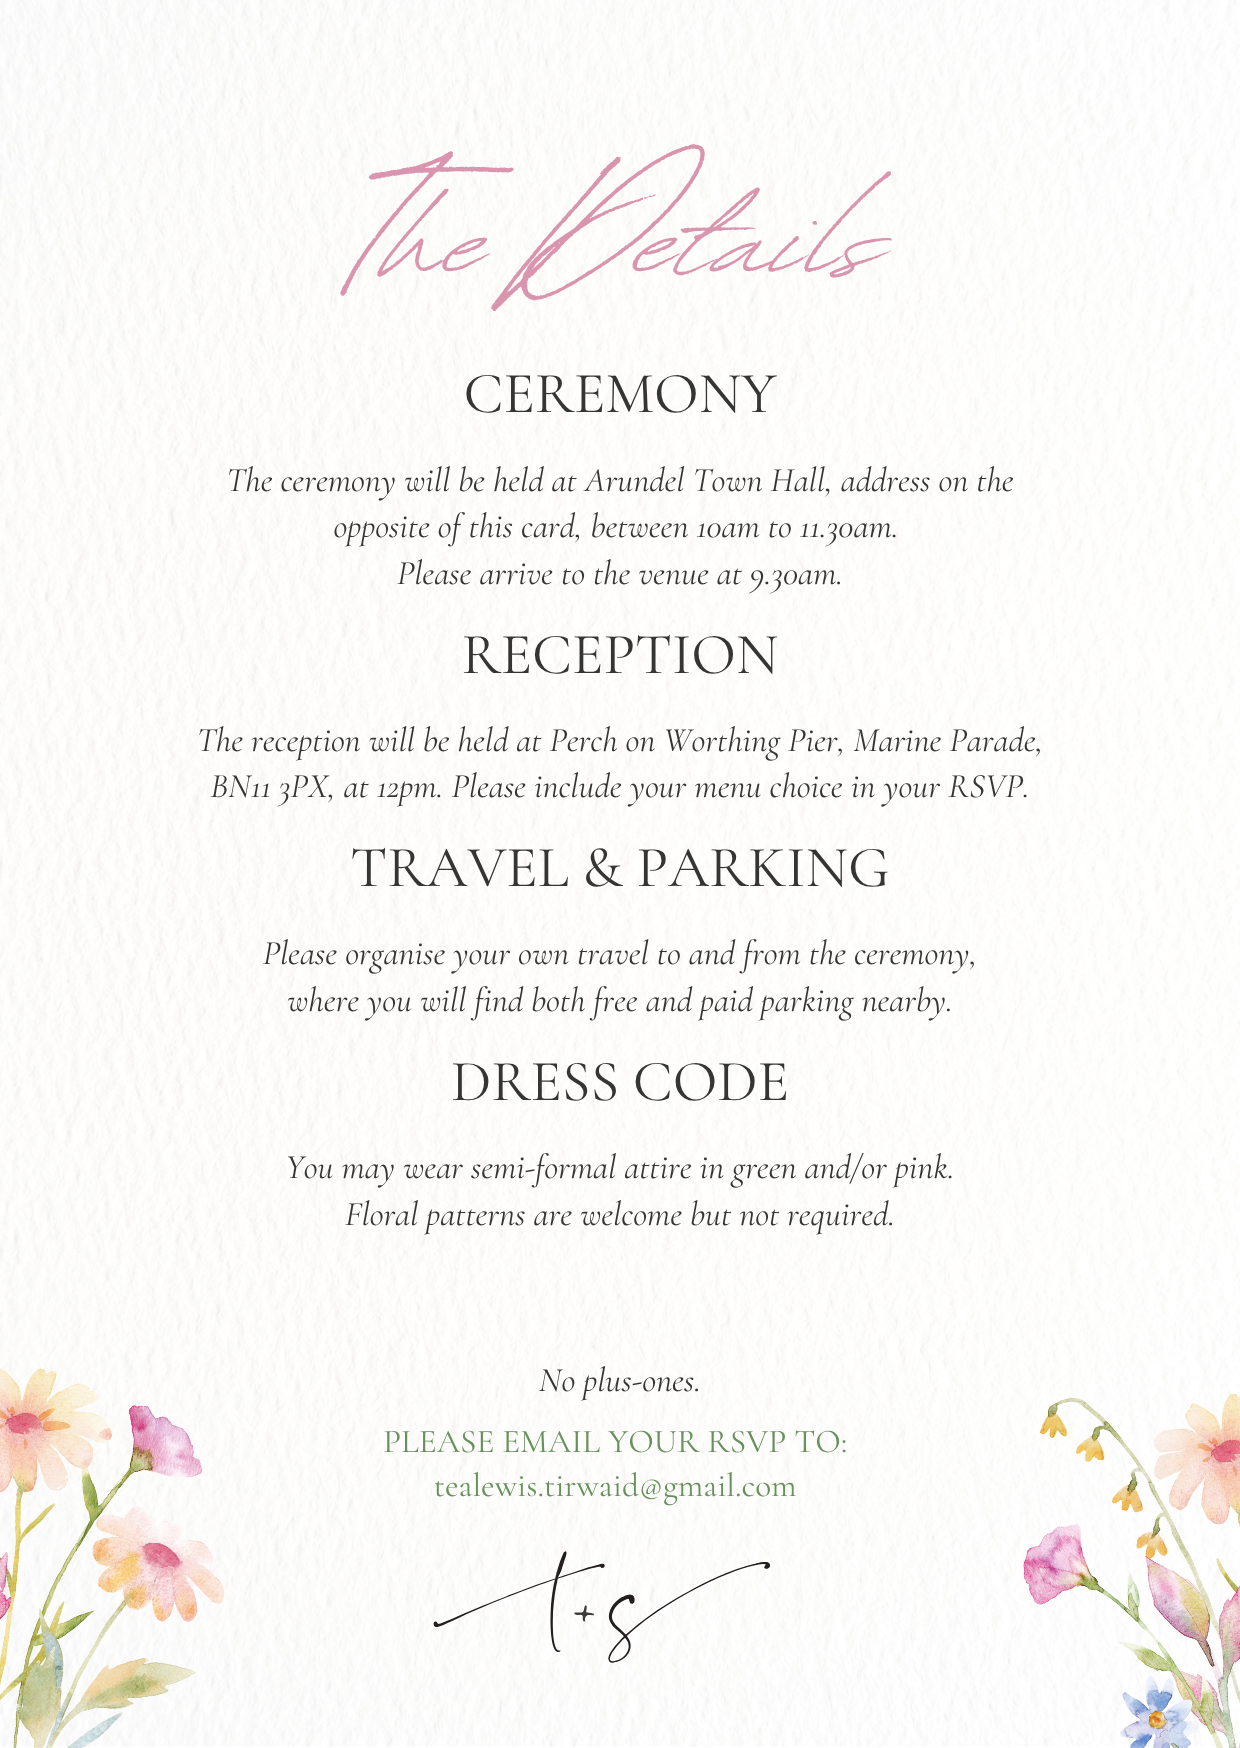 The Details
CEREMONY
The ceremony will be held at Arundel Town Hall, address on the
opposite of this card, between 10am to 11.30am.
Please arrive to the venue at 9.30am.
RECEPTION
The reception will be held at Perch on Worthing Pier, Marine Parade,
BN11 3PX, at 12pm. Please include your menu choice in your RSVP.
TRAVEL & PARKING
Please organise your own travel to and from the ceremony,
where you will find both free and paid parking nearby.
DRESS CODE
You may wear semi-formal attire in green and/or pink.
Floral patterns are welcome but not required.
No plus-ones.
PLEASE EMAIL YOUR RSVP TO:
tealewis.tirwaid@gmail.com
t+s